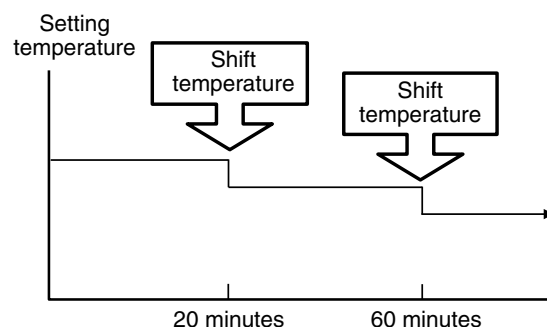 Setting
temperature
Shift
temperature
Shift
temperature
20 minutes
60 minutes